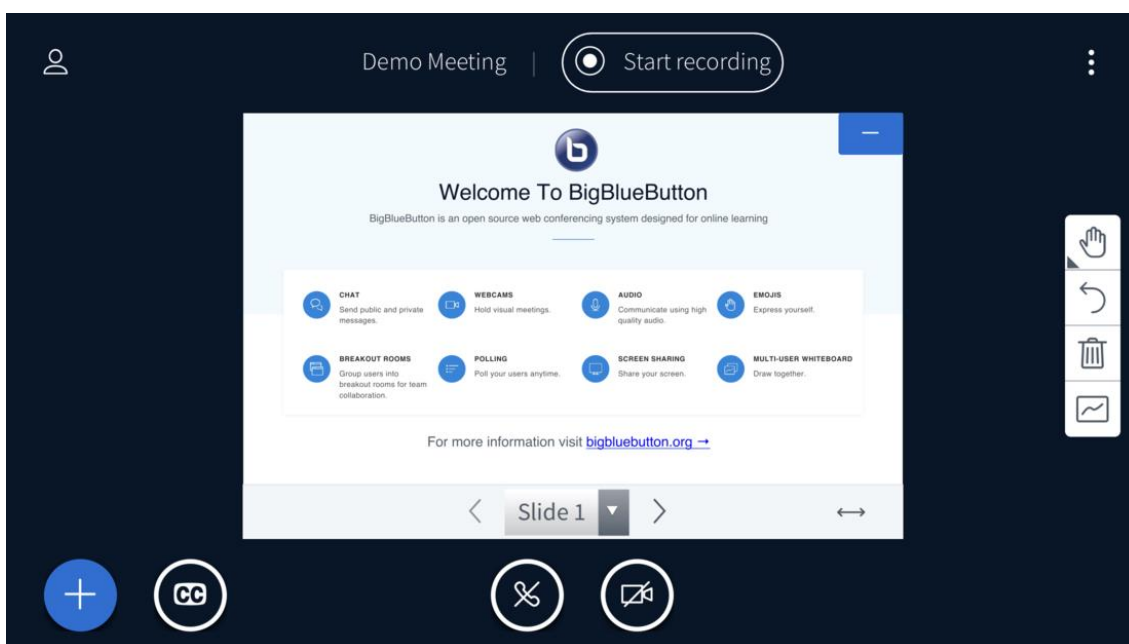 Demo Meeting
Start recording
Welcome To BigBlueButton
BigBlueButton is an open source web conferencing system designed for online learning
CHAT
Send public and private
messages.
WEBCAMS
Hold visual meetings.
AUDIO
Communicate using high
quality audio.
EMOJIS
Express yourself.
BREAKOUT ROOMS
Group users into
breakout rooms for team
collaboration.
POLLING
Poll your users anytime.
SCREEN SHARING
Share your screen.
MULTI-USER WHITEBOARD
Draw together.
For more information visit bigbluebutton.org →
Slide 1
CC